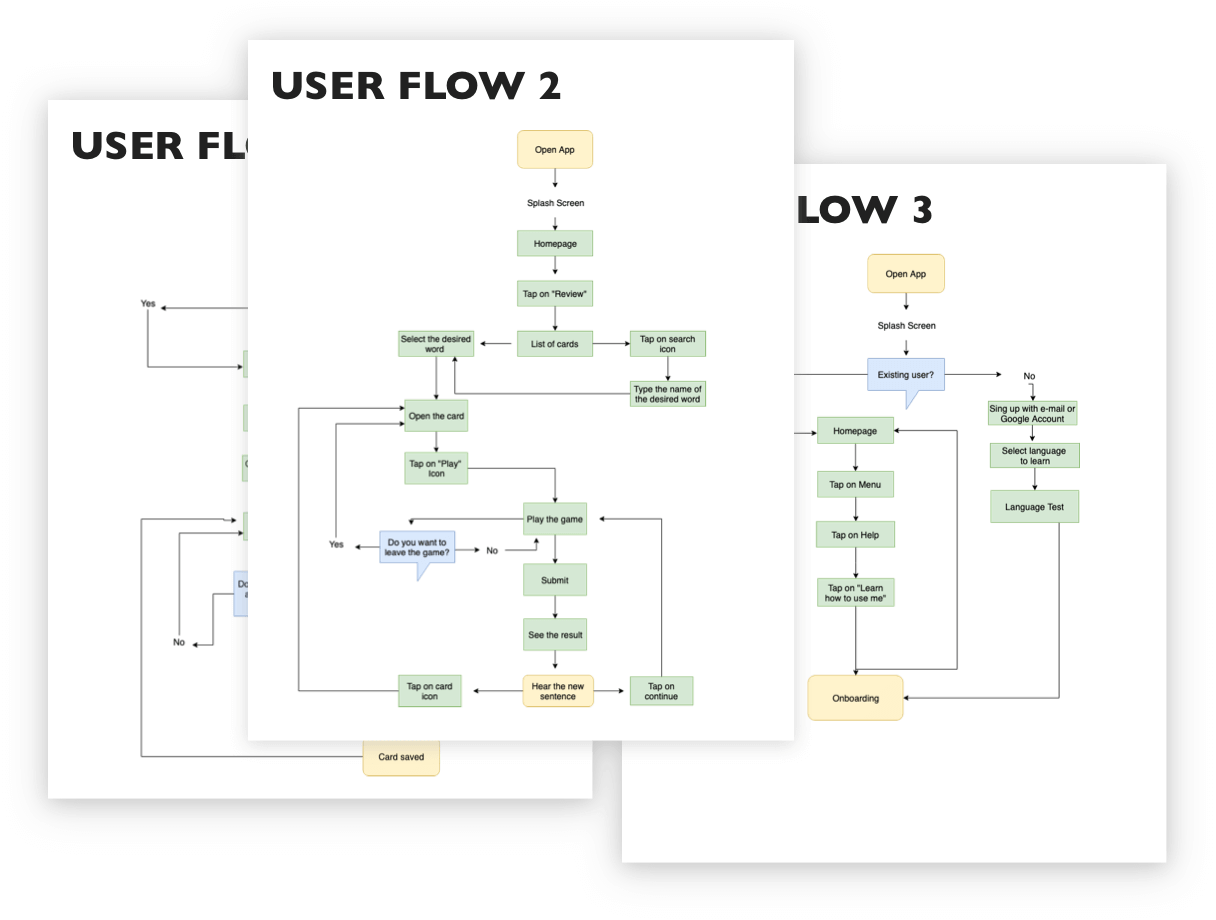 USER FLOW 2
Open App
Splash Screen
Homepage
Tap on "Review"
Select the desired
word
List of cards
Tap on search
icon
Type the name of
the desired word
Open the card
Tap on "Play"
Icon
Play the game
Yes
Do you want to
leave the game?
No
Submit
See the result
Tap on card
icon
Hear the new
sentence
Tap on
continue
USER
Yes
No
Card saved
LOW 3
Open App
Splash Screen
Existing user?
No
Sing up with e-mail or
Google Account
Homepage
Select language
to learn
Tap on Menu
Language Test
Tap on Help
Tap on "Learn
how to use me"
Onboarding